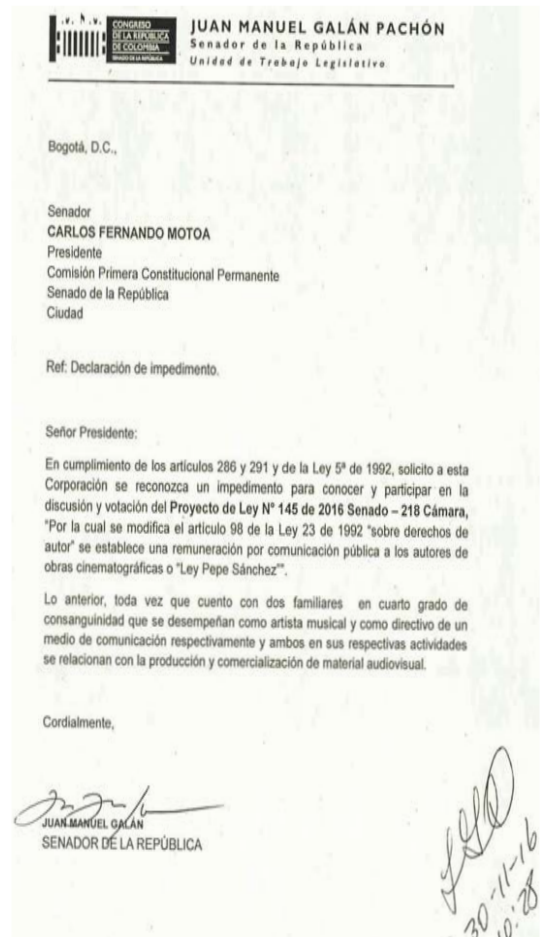 CONGRESO
DE LA REPÚBLICA
DE COLOMBIA
SENADO DE LA REPÚBLICA
JUAN MANUEL GALÁN PACHÓN
Senador de la República
Unidad de Trabajo Legislativo
Bogotá, D.C.,
Senador
CARLOS FERNANDO MOTOA
Presidente
Comisión Primera Constitucional Permanente
Senado de la República
Ciudad
Ref: Declaración de impedimento.
Señor Presidente:
En cumplimiento de los artículos 286 y 291 y de la Ley 5ª de 1992, solicito a esta
Corporación se reconozca un impedimento para conocer y participar en la
discusión y votación del Proyecto de Ley N° 145 de 2016 Senado – 218 Cámara,
"Por la cual se modifica el artículo 98 de la Ley 23 de 1992 "sobre derechos de
autor" se establece una remuneración por comunicación pública a los autores de
obras cinematográficas o "Ley Pepe Sánchez"".
Lo anterior, toda vez que cuento con dos familiares en cuarto grado de
consanguinidad que se desempeñan como artista musical y como directivo de un
medio de comunicación respectivamente y ambos en sus respectivas actividades
se relacionan con la producción y comercialización de material audiovisual.
Cordialmente,
JUAN MANUEL GALÁN
SENADOR DE LA REPÚBLICA
30-11-16